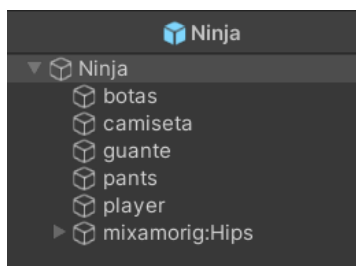 Ninja
Ninja
botas
camiseta
guante
pants
player
mixamorig:Hips